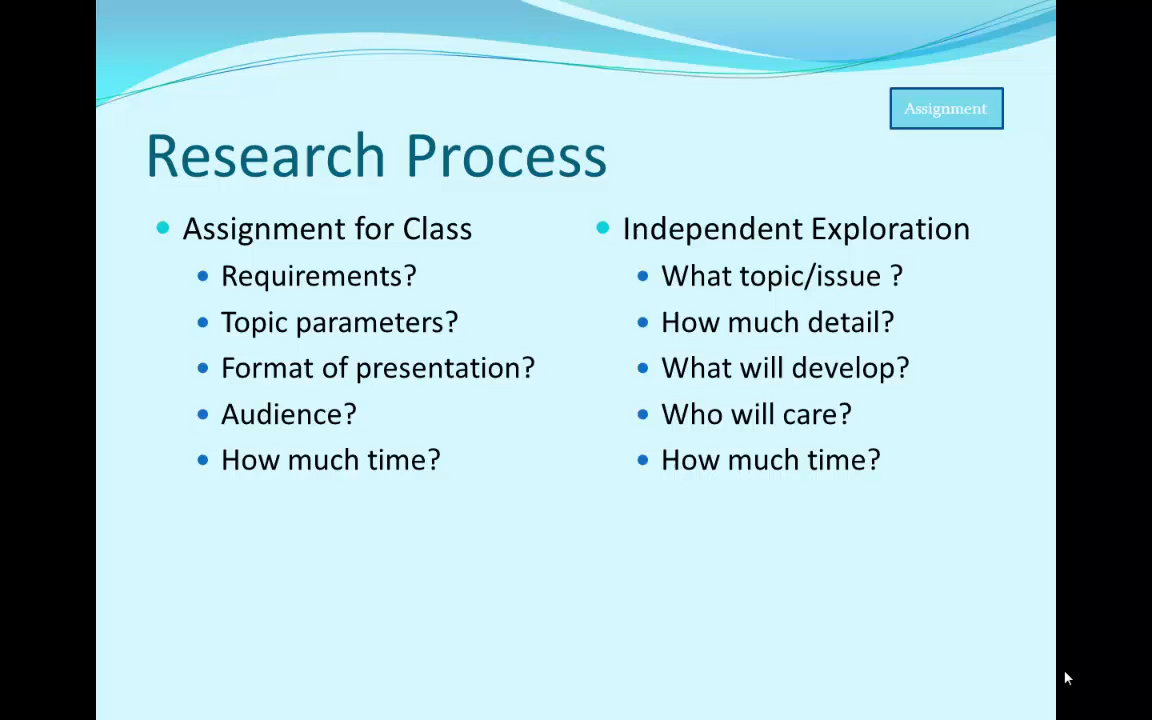 Assignment
Research Process
Assignment for Class
Requirements?
Topic parameters?
Format of presentation?
Audience?
How much time?
Independent Exploration
What topic/issue ?
How much detail?
What will develop?
Who will care?
How much time?